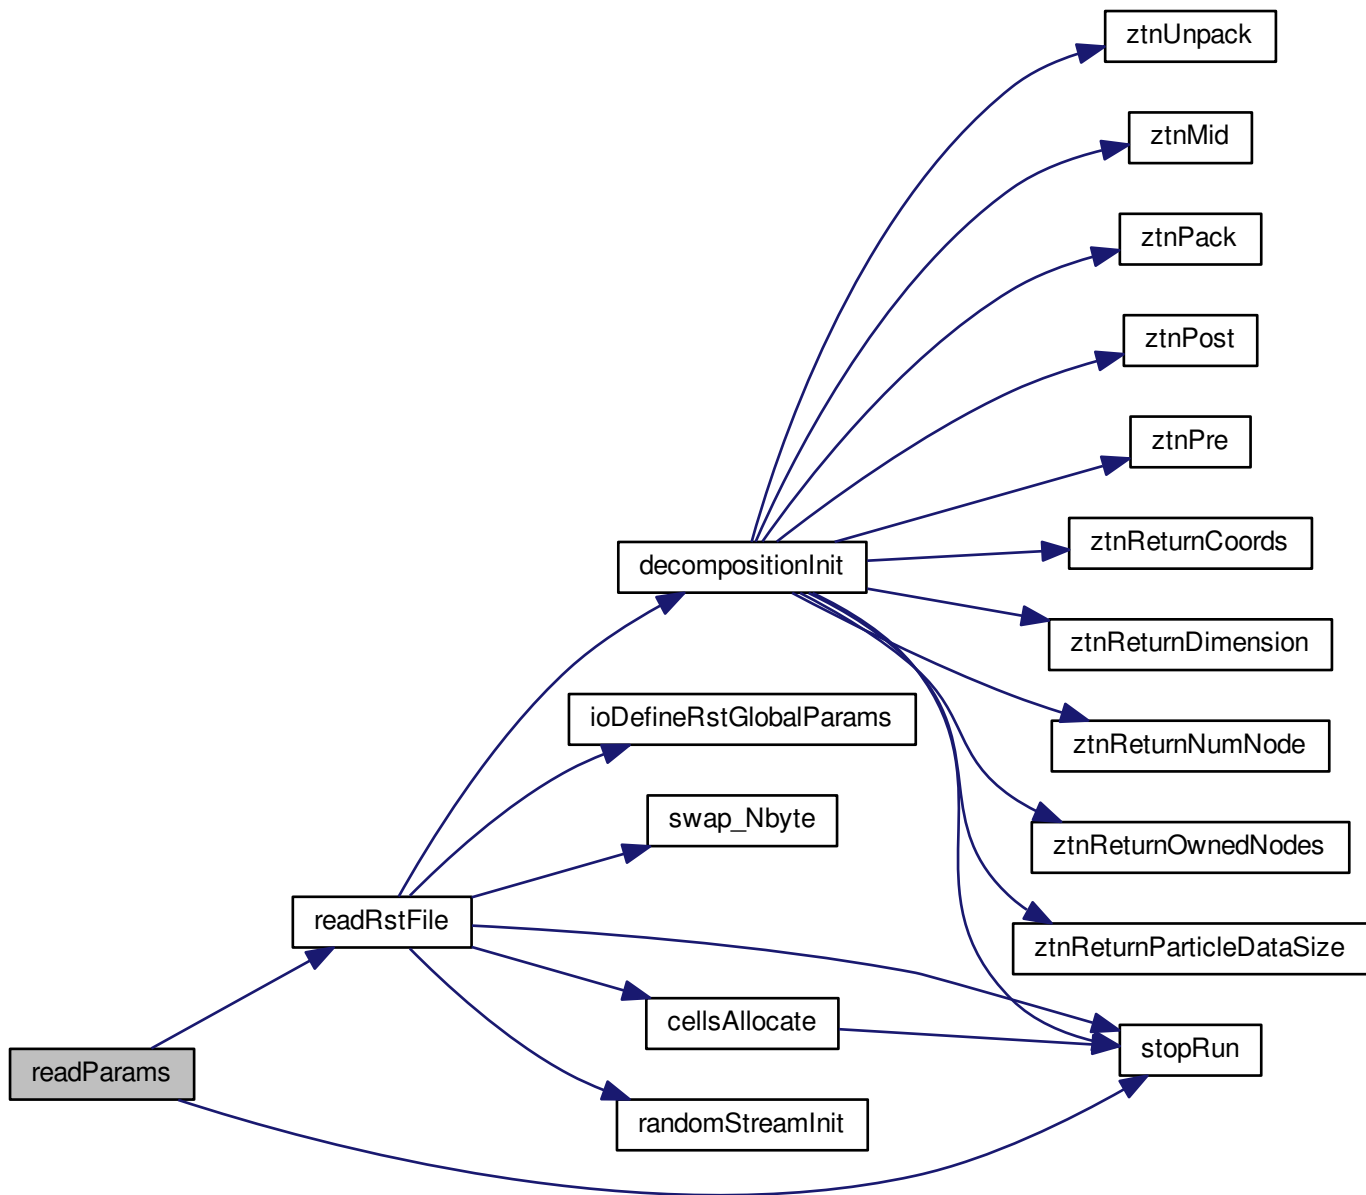 ztnUnpack
ztnMid
ztnPack
ztnPost
ztnPre
ztnReturnCoords
decompositionInit
ztnReturnDimension
ioDefineRstGlobalParams
ztnReturnNumNode
swap_Nbyte
ztnReturnOwnedNodes
readRstFile
ztnReturnParticleDataSize
cellsAllocate
stopRun
readParams
randomStreamInit